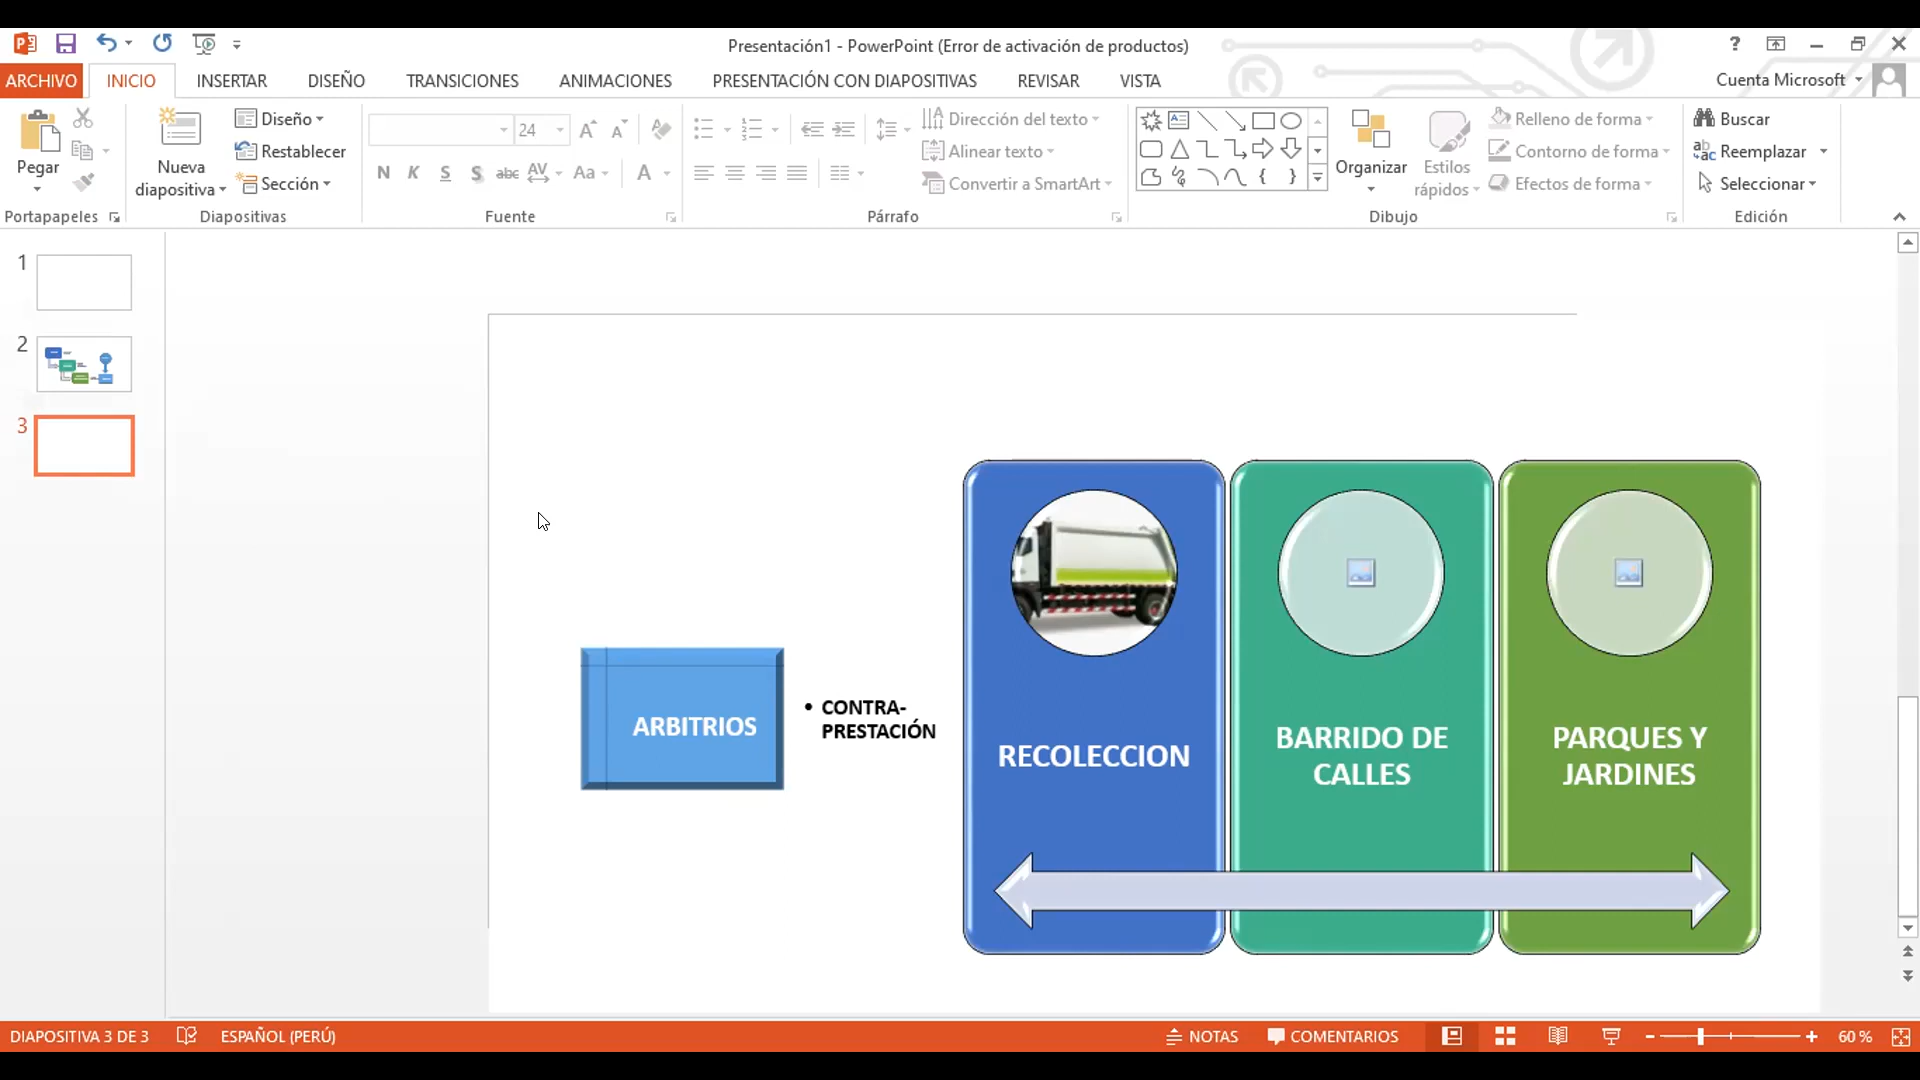 Presentación1 - PowerPoint (Error de activación de productos)
?
ARCHIVO INICIO INSERTAR DISEÑO TRANSICIONES ANIMACIONES PRESENTACIÓN CON DIAPOSITIVAS REVISAR VISTA Cuenta Microsoft
Pegar
Nueva diapositiva
Diseño
Restablecer
Sección
24
N K S S abc AV Aa A
Dirección del texto
Alinear texto
Convertir a SmartArt
Organizar
Estilos rápidos
Relleno de forma
Contorno de forma
Efectos de forma
Buscar
Reemplazar
Seleccionar
Portapapeles Diapositivas Fuente Párrafo Dibujo Edición
1
2
3
ARBITRIOS
• CONTRA-
PRESTACIÓN
RECOLECCION
BARRIDO DE
CALLES
PARQUES Y
JARDINES
DIAPOSITIVA 3 DE 3 ESPAÑOL (PERÚ) NOTAS COMENTARIOS 60 %